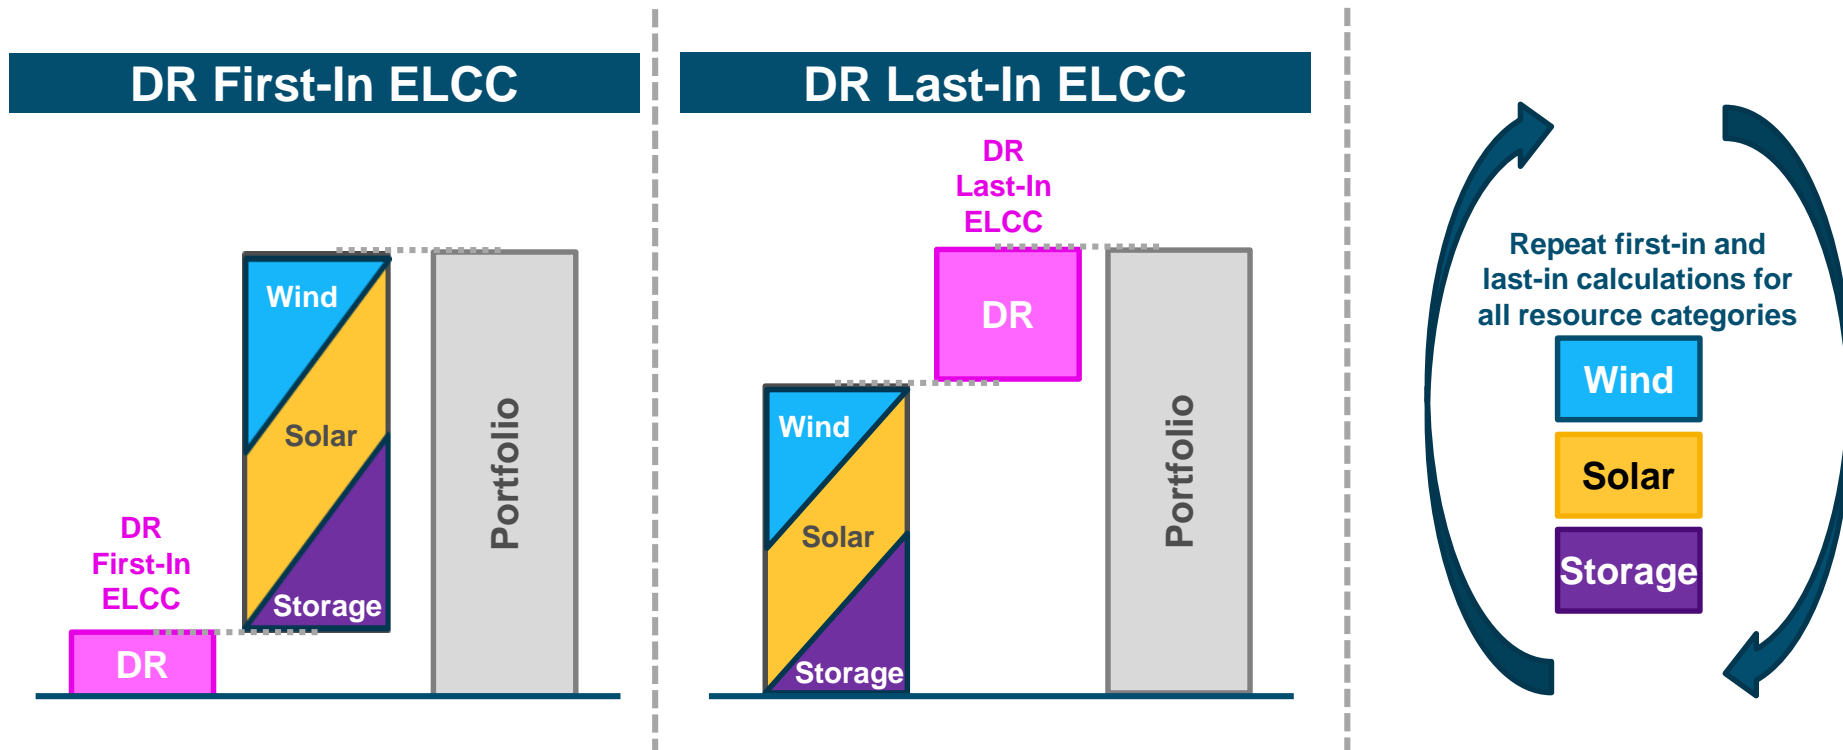 DR First-In ELCC
Wind
Solar
Storage
DR
First-In
ELCC
DR
Portfolio
DR Last-In ELCC
DR
Last-In
ELCC
DR
Wind
Solar
Storage
Portfolio
Repeat first-in and
last-in calculations for
all resource categories
Wind
Solar
Storage